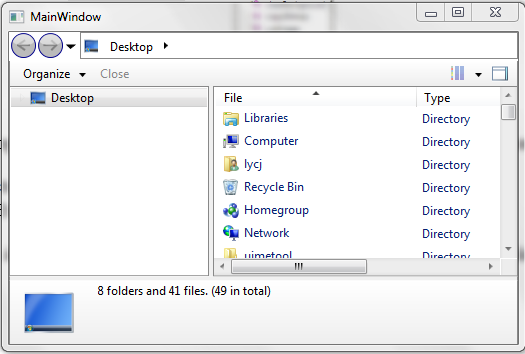 MainWindow
Desktop
Organize Close
Desktop
File Type
Libraries Directory
Computer Directory
lycj Directory
Recycle Bin Directory
Homegroup Directory
Network Directory
uimetool Directory
8 folders and 41 files. (49 in total)